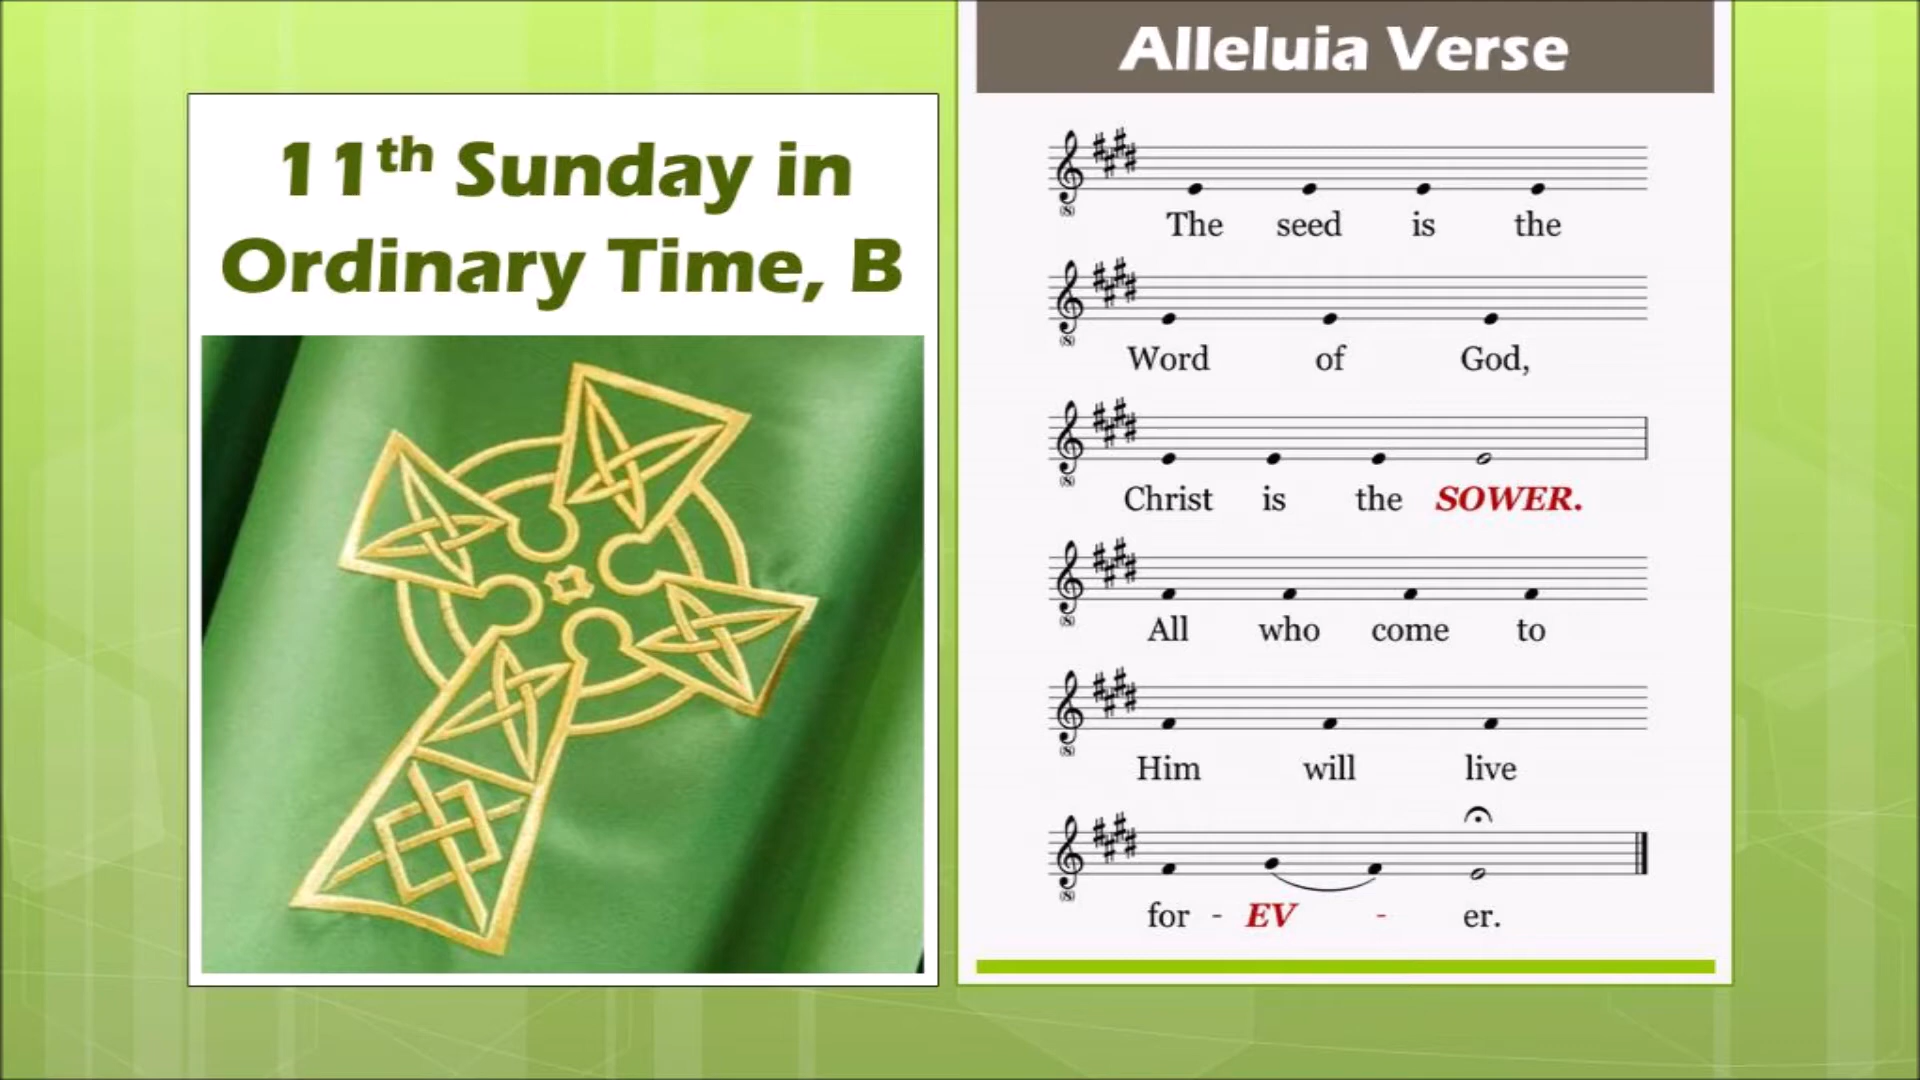 11th Sunday in
Ordinary Time, B
Alleluia Verse
The seed is the
Word of God,
Christ is the SOWER.
All who come to
Him will live
for - EV - er.